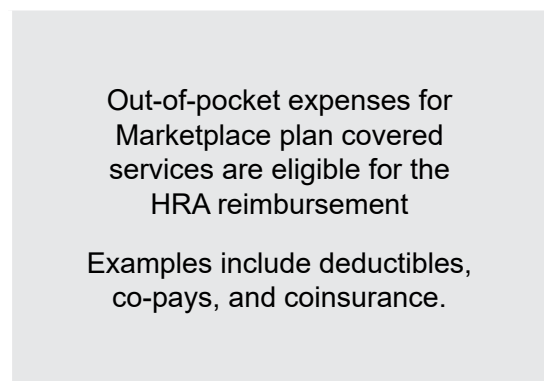 Out-of-pocket expenses for
Marketplace plan covered
services are eligible for the
HRA reimbursement
Examples include deductibles,
co-pays, and coinsurance.